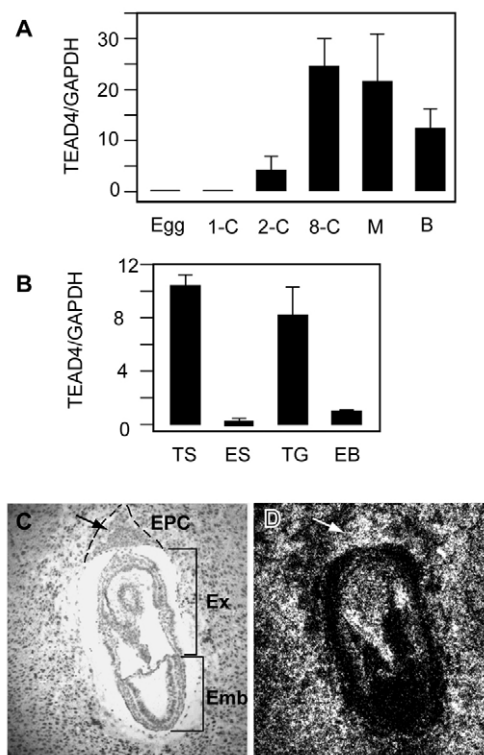 A
TEAD4/GAPDH
30
20
10
0
Egg 1-C 2-C 8-C M B
B
TEAD4/GAPDH
12
8
4
0
TS ES TG EB
C
EPC
Ex
Emb
D